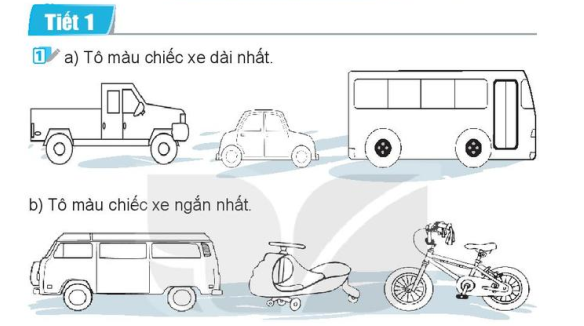 Tiết 1
1 a) Tô màu chiếc xe dài nhất.
b) Tô màu chiếc xe ngắn nhất.